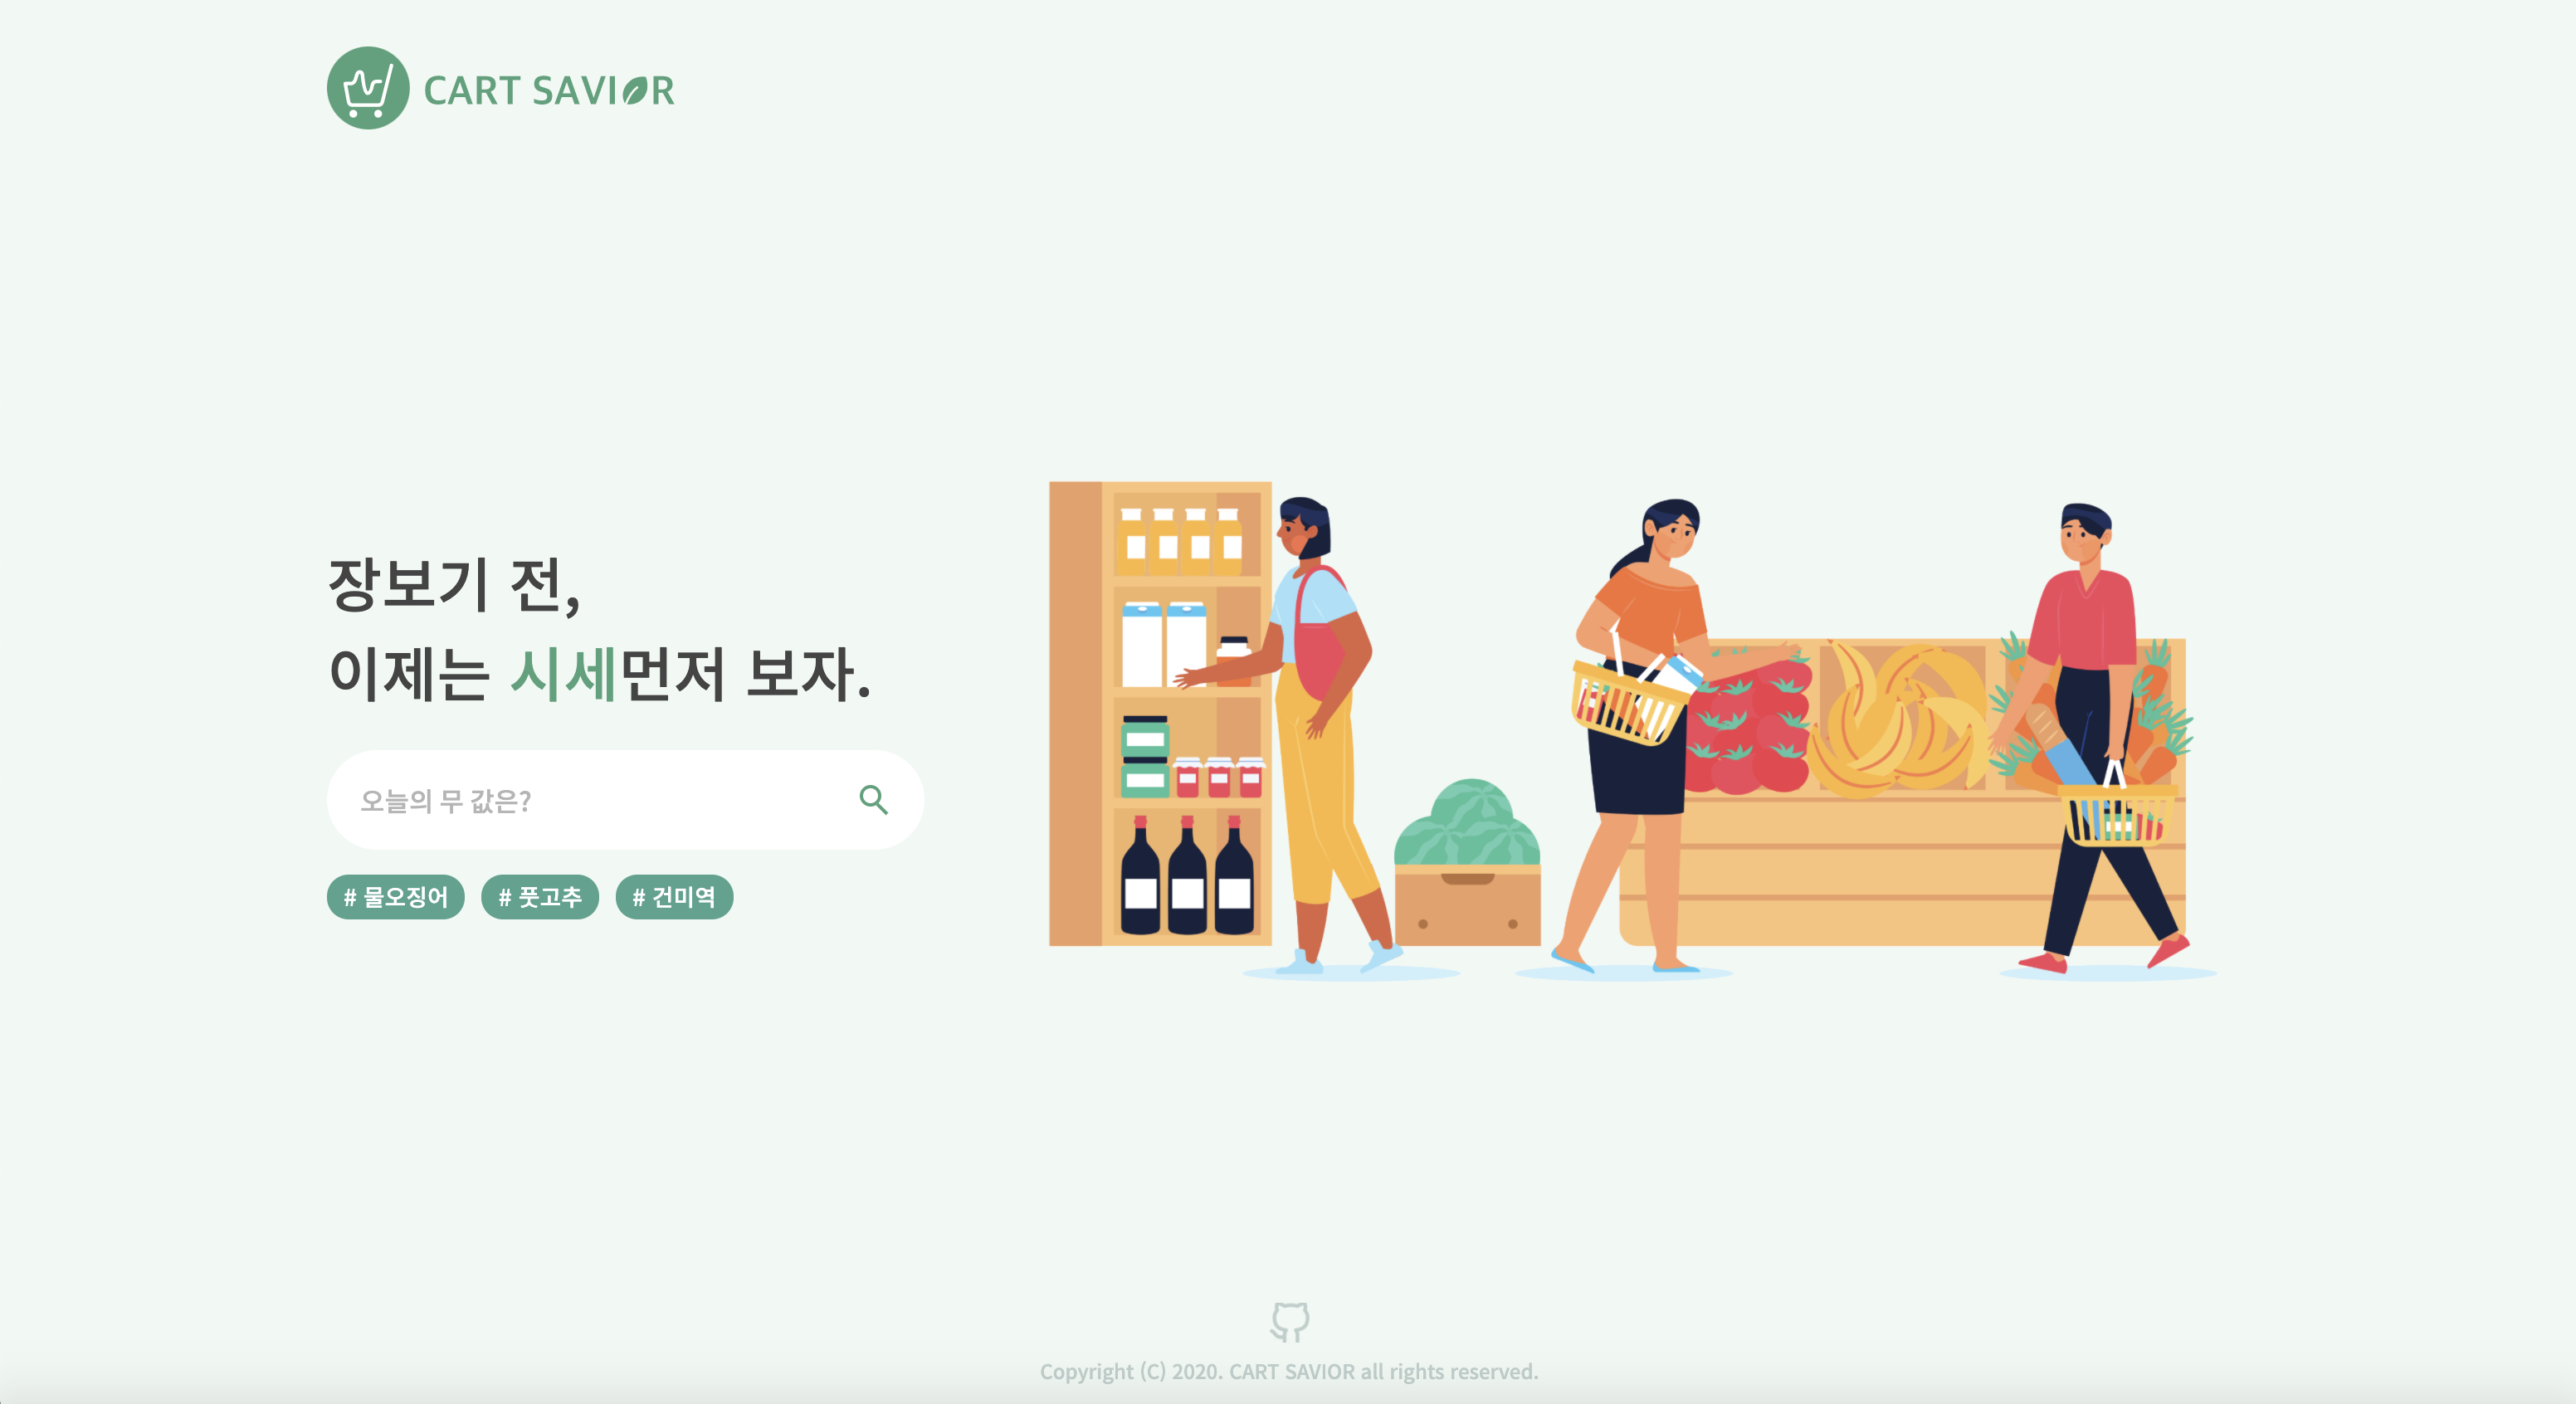 CART SAVIOR
장보기 전,
이제는 시세먼저 보자.
오늘의 무 값은?
# 물오징어 # 풋고추 # 건미역
Copyright (C) 2020. CART SAVIOR all rights reserved.